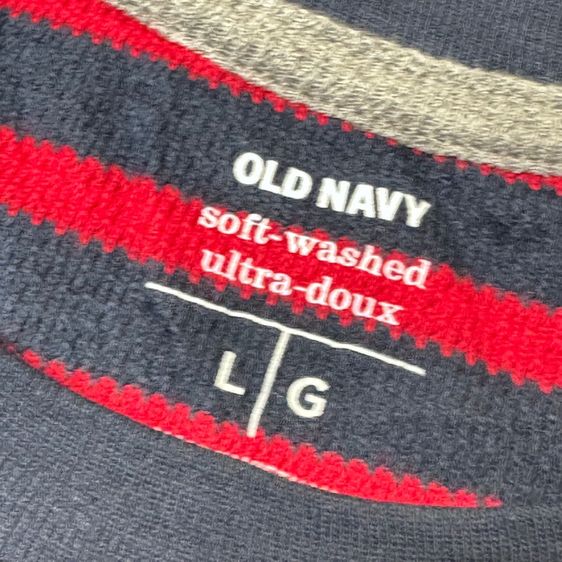 OLD NAVY
soft-washed
ultra-doux
L G